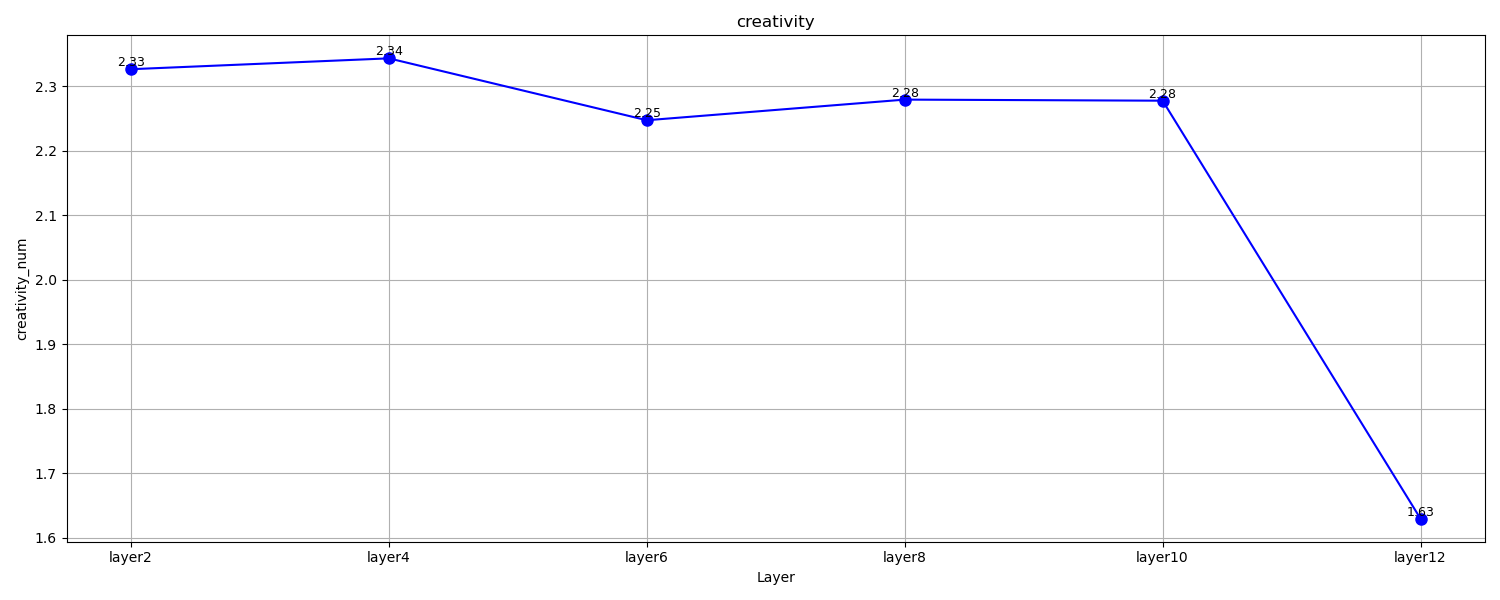 creativity
2.33
2.34
2.25
2.28
2.28
1.63
creativity_num
2.3
2.2
2.1
2.0
1.9
1.8
1.7
1.6
layer2
layer4
layer6
layer8
layer10
layer12
Layer